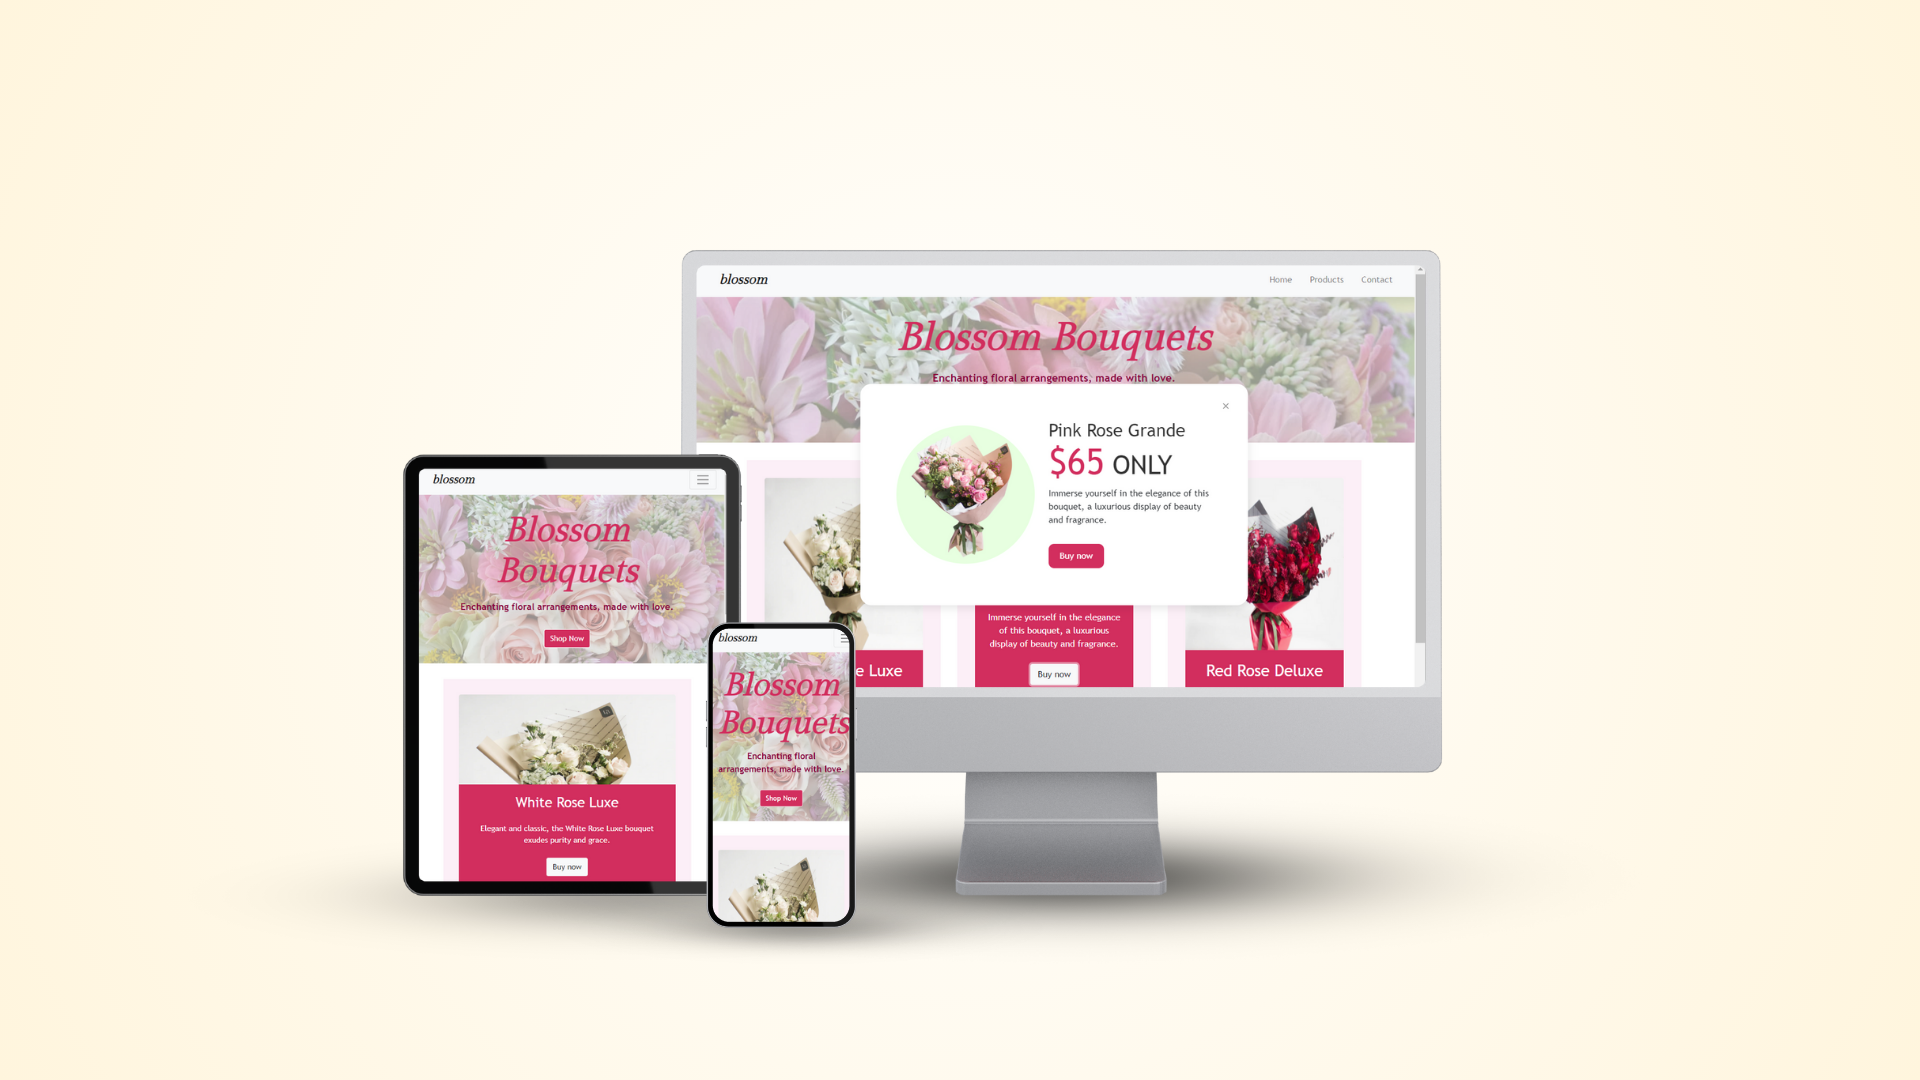 blossom
Home Products Contact
Blossom Bouquets
Enchanting floral arrangements, made with love.
×
Pink Rose Grande
$65 ONLY
Immerse yourself in the elegance of this
bouquet, a luxurious display of beauty
and fragrance.
Buy now
e Luxe
Immerse yourself in the elegance
of this bouquet, a luxurious
display of beauty and fragrance.
Buy now
Red Rose Deluxe
blossom
Blossom
Bouquets
Enchanting floral arrangements, made with love.
Shop Now
White Rose Luxe
Elegant and classic, the White Rose Luxe bouquet
exudes purity and grace.
Buy now
blossom
Blossom
Bouquets
Enchanting floral
arrangements, made with love.
Shop Now